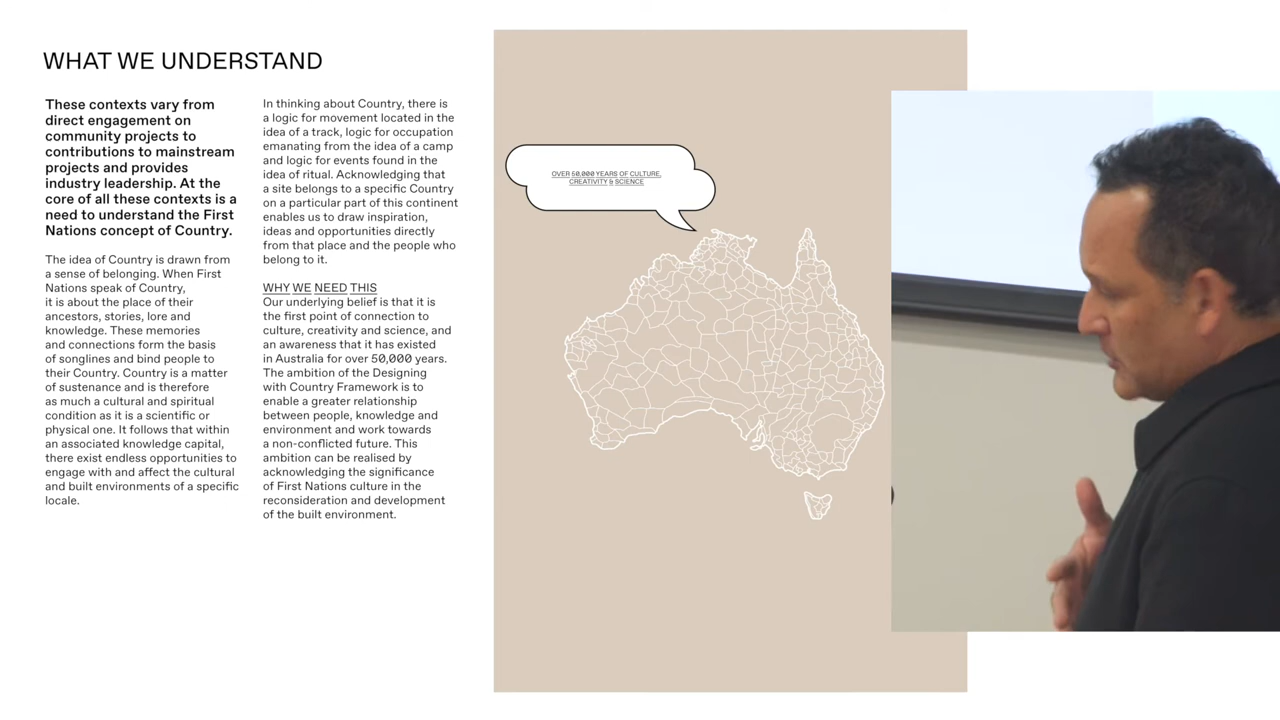 WHAT WE UNDERSTAND
These contexts vary from
direct engagement on
community projects to
contributions to mainstream
projects and provides
industry leadership. At the
core of all these contexts is a
need to understand the First
Nations concept of Country.
The idea of Country is drawn from
a sense of belonging. When First
Nations speak of Country,
it is about the place of their
ancestors, stories, lore and
knowledge. These memories
and connections form the basis
of songlines and bind people to
their Country. Country is a matter
of sustenance and is therefore
as much a cultural and spiritual
condition as it is a scientific or
physical one. It follows that within
an associated knowledge capital,
there exist endless opportunities to
engage with and affect the cultural
and built environments of a specific
locale.
In thinking about Country, there is
a logic for movement located in the
idea of a track, logic for occupation
emanating from the idea of a camp
and logic for events found in the
idea of ritual. Acknowledging that
a site belongs to a specific Country
on a particular part of this continent
enables us to draw inspiration,
ideas and opportunities directly
from that place and the people who
belong to it.
WHY WE NEED THIS
Our underlying belief is that it is
the first point of connection to
culture, creativity and science, and
an awareness that it has existed
in Australia for over 50,000 years.
The ambition of the Designing
with Country Framework is to
enable a greater relationship
between people, knowledge and
environment and work towards
a non-conflicted future. This
ambition can be realised by
acknowledging the significance
of First Nations culture in the
reconsideration and development
of the built environment.
OVER 50,000 YEARS OF CULTURE,
CREATIVITY & SCIENCE